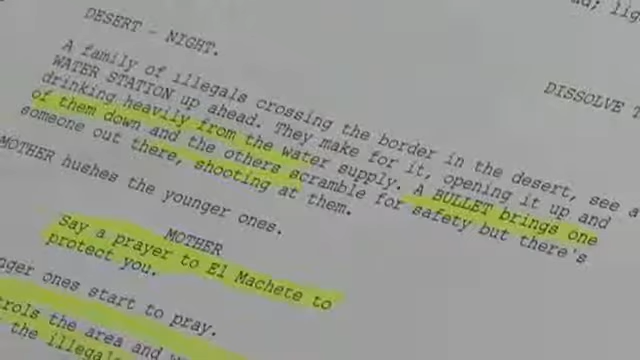 DESERT - NIGHT.
A family of illegals crossing the border in the desert, see a
WATER STATION up ahead. They make for it, opening it up and
drinking heavily from the water supply. A BULLET brings one
of them down and the others scramble for safety but there's
someone out there, shooting at them.
MOTHER hushes the younger ones.
MOTHER
Say a prayer to El Machete to
protect you.
ones start to pray.
the area and
the
DISSOLVE